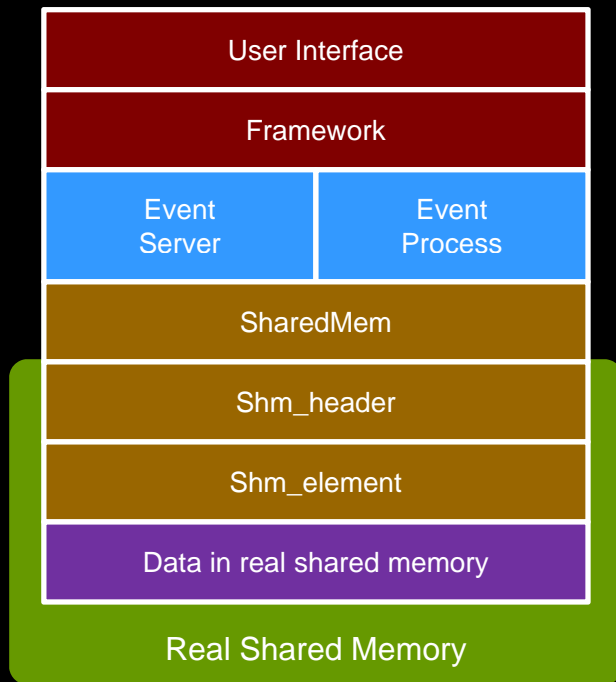 User Interface
Framework
Event
Server
Event
Process
SharedMem
Shm_header
Shm_element
Data in real shared memory
Real Shared Memory